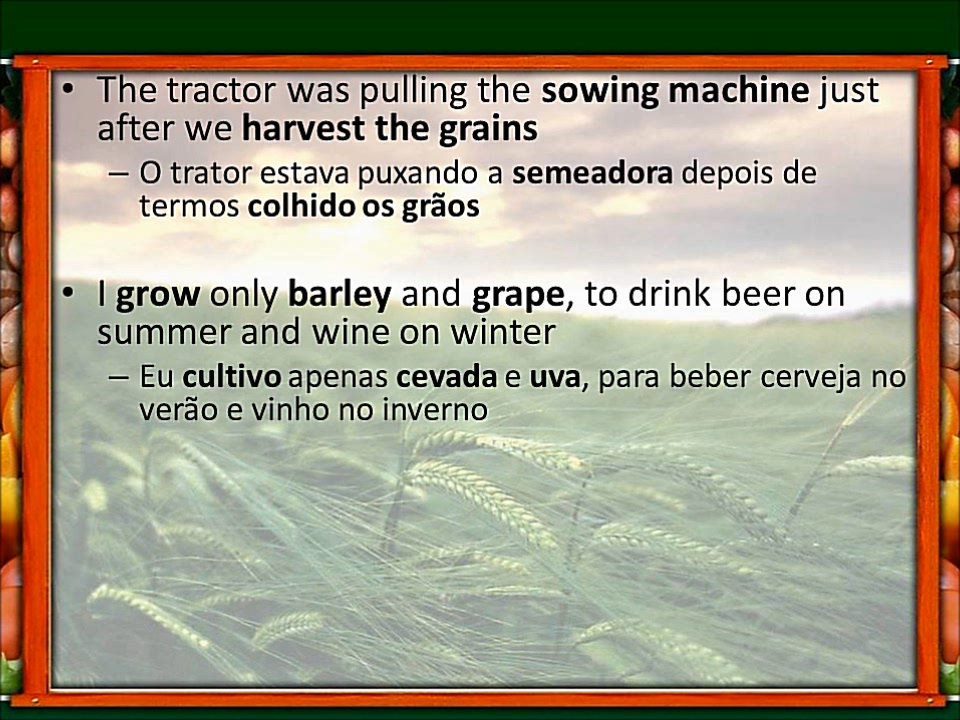 • The tractor was pulling the sowing machine just
after we harvest the grains
– O trator estava puxando a semeadora depois de
termos colhido os grãos
• I grow only barley and grape, to drink beer on
summer and wine on winter
– Eu cultivo apenas cevada e uva, para beber cerveja no
verão e vinho no inverno